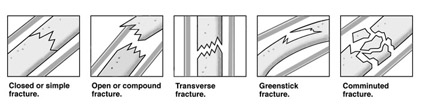 Closed or simple
fracture.
Open or compound
fracture.
Transverse
fracture.
Greenstick
fracture.
Comminuted
fracture.